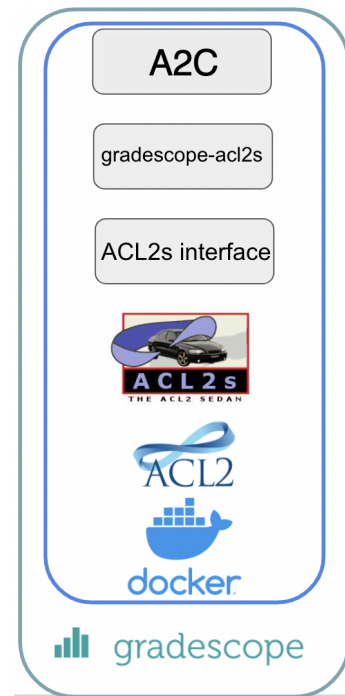 A2C
gradescope-acl2s
ACL2s interface
ACL2s
THE ACL2 SEDAN
ACL2
docker
gradescope